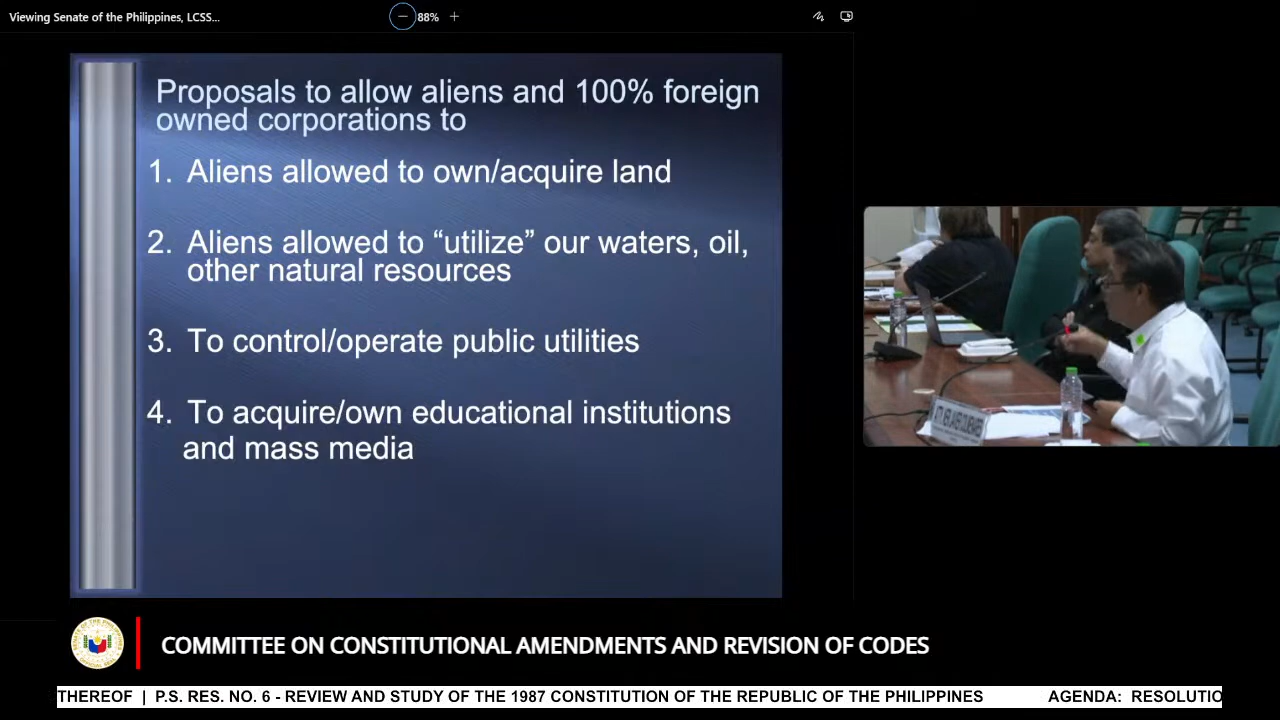 Viewing Senate of the Philippines, LCSS...
88%
Proposals to allow aliens and 100% foreign
owned corporations to
1. Aliens allowed to own/acquire land
2. Aliens allowed to “utilize” our waters, oil,
other natural resources
3. To control/operate public utilities
4. To acquire/own educational institutions
and mass media
COMMITTEE ON CONSTITUTIONAL AMENDMENTS AND REVISION OF CODES
THEREOF | P.S. RES. NO. 6 - REVIEW AND STUDY OF THE 1987 CONSTITUTION OF THE REPUBLIC OF THE PHILIPPINES AGENDA: RESOLUTIO